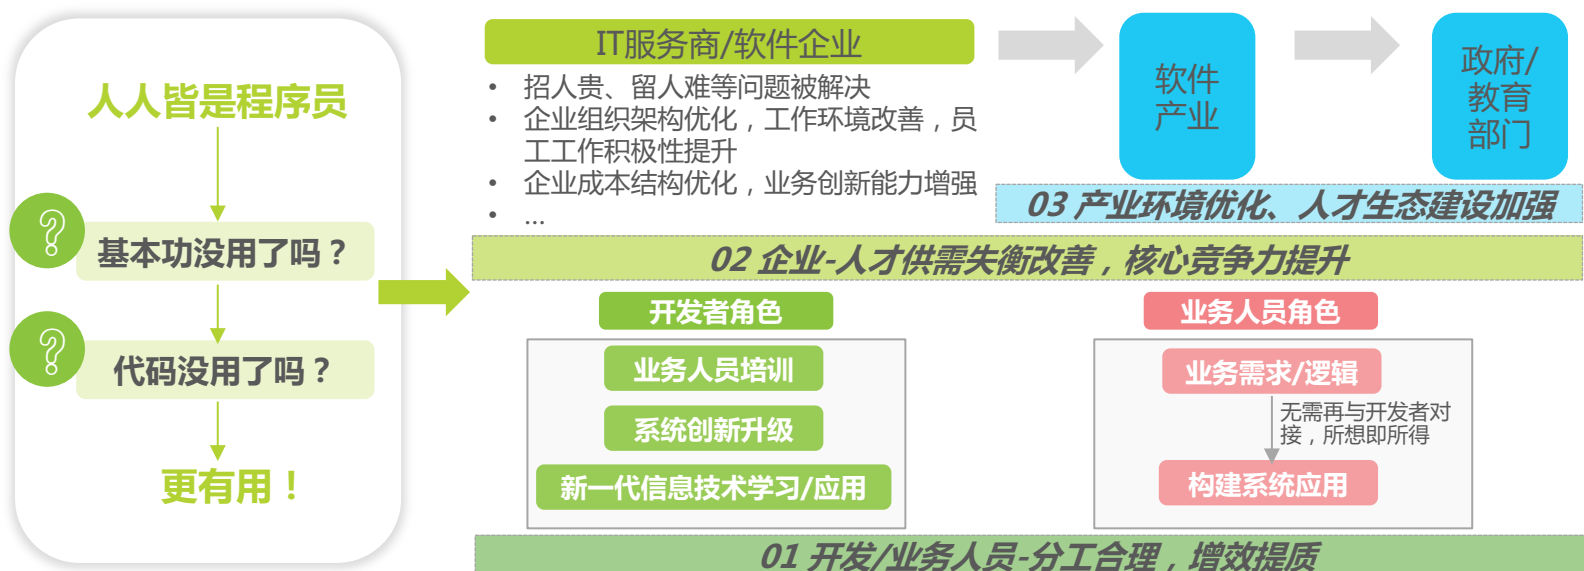 人人皆是程序员
基本功没用了吗？
代码没用了吗？
更有用！
IT服务商/软件企业
• 招人贵、留人难等问题被解决
• 企业组织架构优化，工作环境改善，员
工工作积极性提升
• 企业成本结构优化，业务创新能力增强
• ...
软件
产业
政府/
教育
部门
03 产业环境优化、人才生态建设加强
02 企业-人才供需失衡改善，核心竞争力提升
开发者角色
业务人员培训
系统创新升级
新一代信息技术学习/应用
业务人员角色
业务需求/逻辑
无需再与开发者对
接，所想即所得
构建系统应用
01 开发/业务人员-分工合理，增效提质